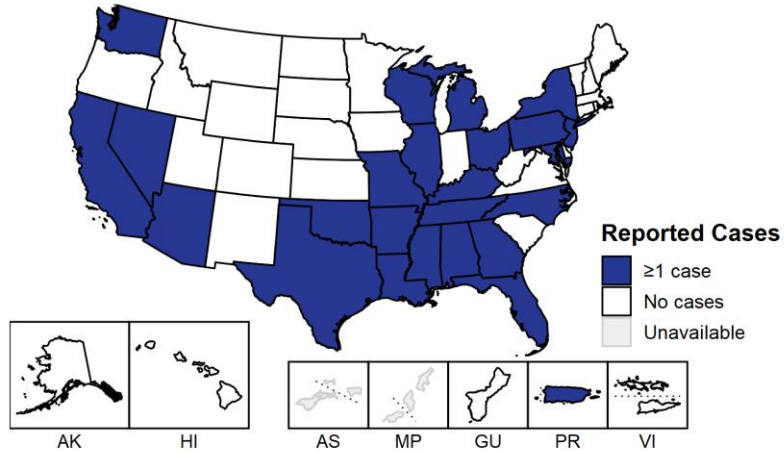 Reported Cases
≥1 case
No cases
Unavailable
AK
HI
AS
MP
GU
PR
VI